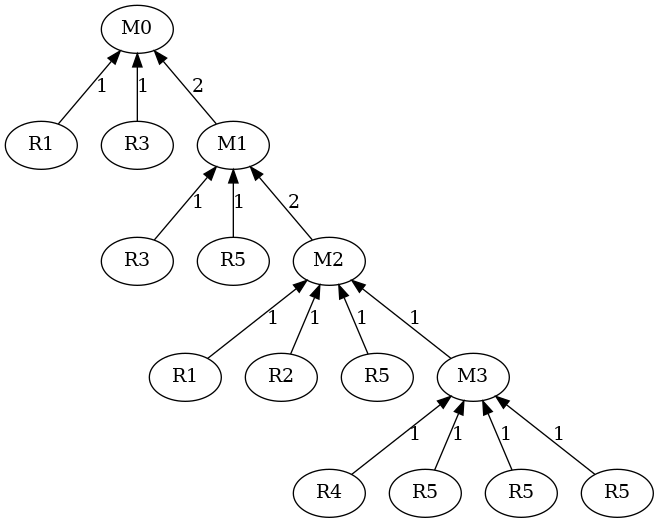 M0
1 1 2
R1 R3 M1
1 1 2
R3 R5 M2
1 1 1 1
R1 R2 R5 M3
1 1 1 1
R4 R5 R5 R5